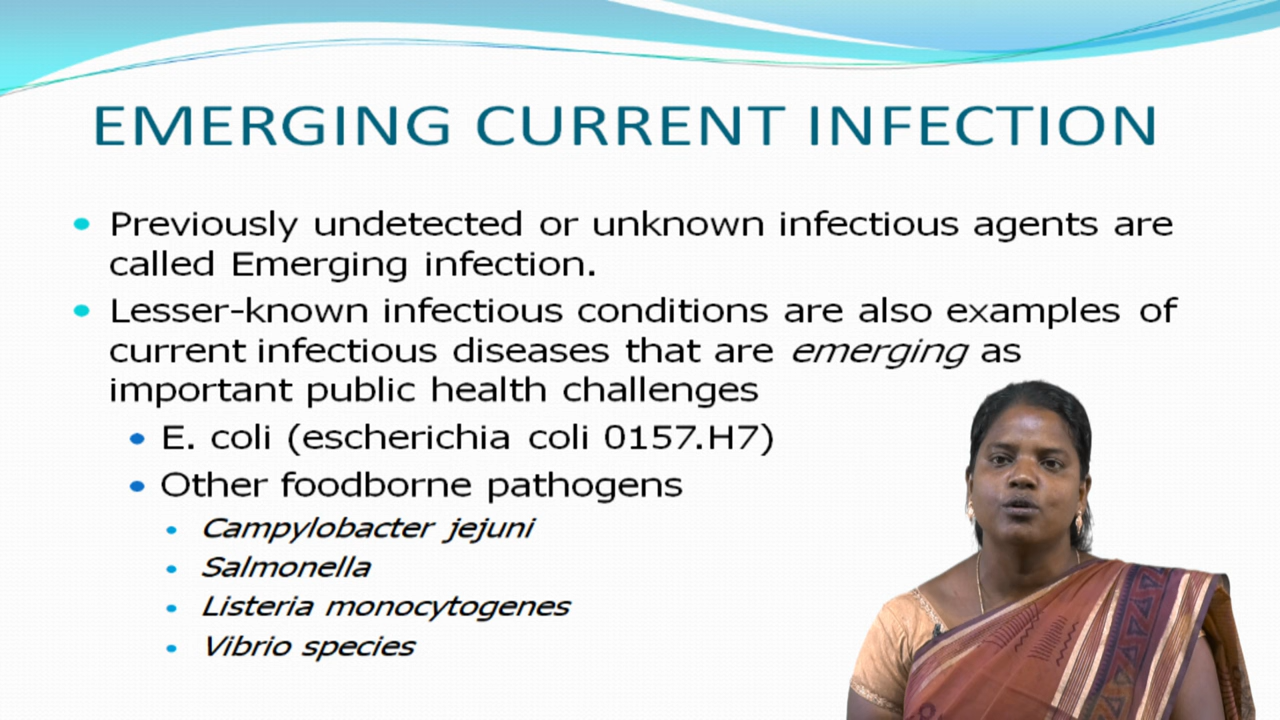 EMERGING CURRENT INFECTION
Previously undetected or unknown infectious agents are
called Emerging infection.
Lesser-known infectious conditions are also examples of
current infectious diseases that are emerging as
important public health challenges
E. coli (escherichia coli 0157.H7)
Other foodborne pathogens
Campylobacter jejuni
Salmonella
Listeria monocytogenes
Vibrio species